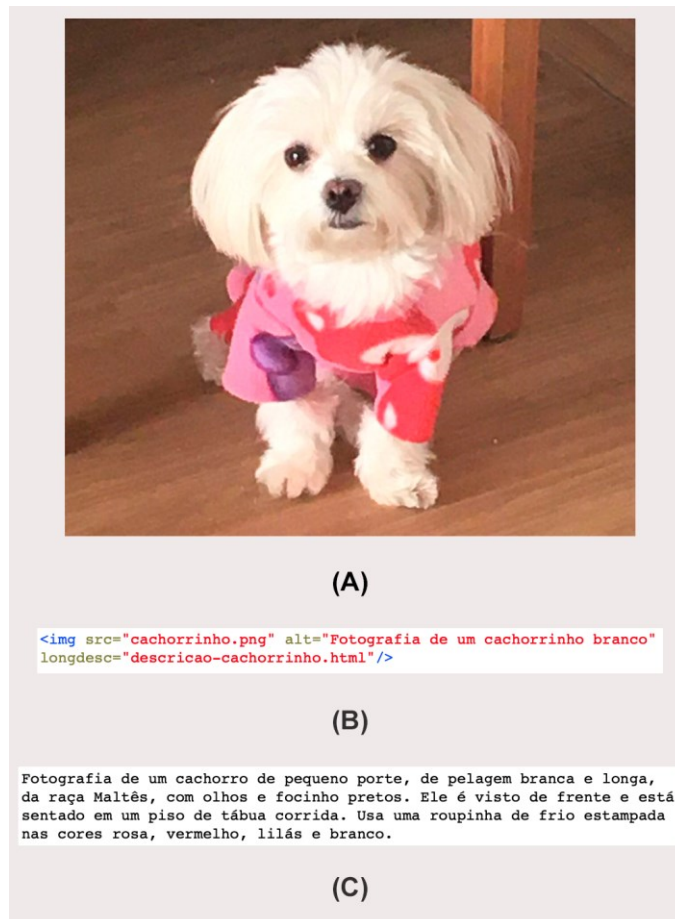 (A)
<img src="cachorrinho.png" alt="Fotografia de um cachorrinho branco"
longdesc="descricao-cachorrinho.html"/>
(B)
Fotografia de um cachorro de pequeno porte, de pelagem branca e longa,
da raça Maltês, com olhos e focinho pretos. Ele é visto de frente e está
sentado em um piso de tábua corrida. Usa uma roupinha de frio estampada
nas cores rosa, vermelho, lilás e branco.
(C)